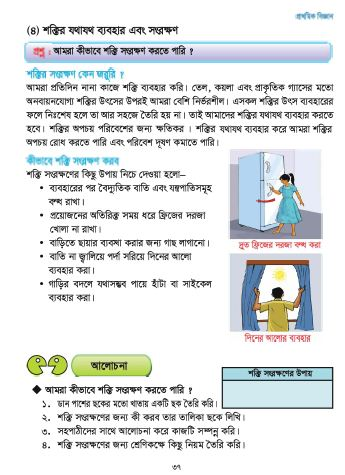 প্রাথমিক বিজ্ঞান
(৪) শক্তির যথাযথ ব্যবহার এবং সংরক্ষণ
প্রশ্ন : আমরা কীভাবে শক্তি সংরক্ষণ করতে পারি ?
শক্তির সংরক্ষণ কেন জরুরি ?
আমরা প্রতিদিন নানা কাজে শক্তি ব্যবহার করি। তেল, কয়লা এবং প্রাকৃতিক গ্যাসের মতো
অনবায়নযোগ্য শক্তির উৎসের উপরই আমরা বেশি নির্ভরশীল। এসকল শক্তির উৎস ব্যবহারের
ফলে নিঃশেষ হলে তা আর সহজে তৈরি হয় না। তাই আমাদের শক্তির যথাযথ ব্যবহার করতে
হবে। শক্তির অপচয় পরিবেশের জন্য ক্ষতিকর । শক্তির যথাযথ ব্যবহার করে আমরা শক্তির
অপচয় রোধ করতে পারি এবং পরিবেশ দূষণ কমাতে পারি।
কীভাবে শক্তি সংরক্ষণ করব
শক্তি সংরক্ষণের কিছু উপায় নিচে দেওয়া হলো–
• ব্যবহারের পর বৈদ্যুতিক বাতি এবং যন্ত্রপাতিসমূহ
বন্ধ রাখা।
• প্রয়োজনের অতিরিক্ত সময় ধরে ফ্রিজের দরজা
খোলা না রাখা।
• বাড়িতে ছায়ার ব্যবস্থা করার জন্য গাছ লাগানো।
• বাতি না জ্বালিয়ে পর্দা সরিয়ে দিনের আলো
ব্যবহার করা।
• গাড়ির বদলে যথাসম্ভব পায়ে হাঁটা বা সাইকেল
ব্যবহার করা।
দ্রুত ফ্রিজের দরজা বন্ধ করা
দিনের আলোর ব্যবহার
আলোচনা
◆ আমরা কীভাবে শক্তি সংরক্ষণ করতে পারি ?
১. ডান পাশের ছকের মতো খাতায় একটি ছক তৈরি করি।
২. শক্তি সংরক্ষণের জন্য কী করব তার তালিকা ছকে লিখি।
৩. সহপাঠীদের সাথে আলোচনা করে কাজটি সম্পন্ন করি।
৪. শক্তি সংরক্ষণের জন্য শ্রেণিকক্ষে কিছু নিয়ম তৈরি করি।
শক্তি সংরক্ষণের উপায়
৩৭